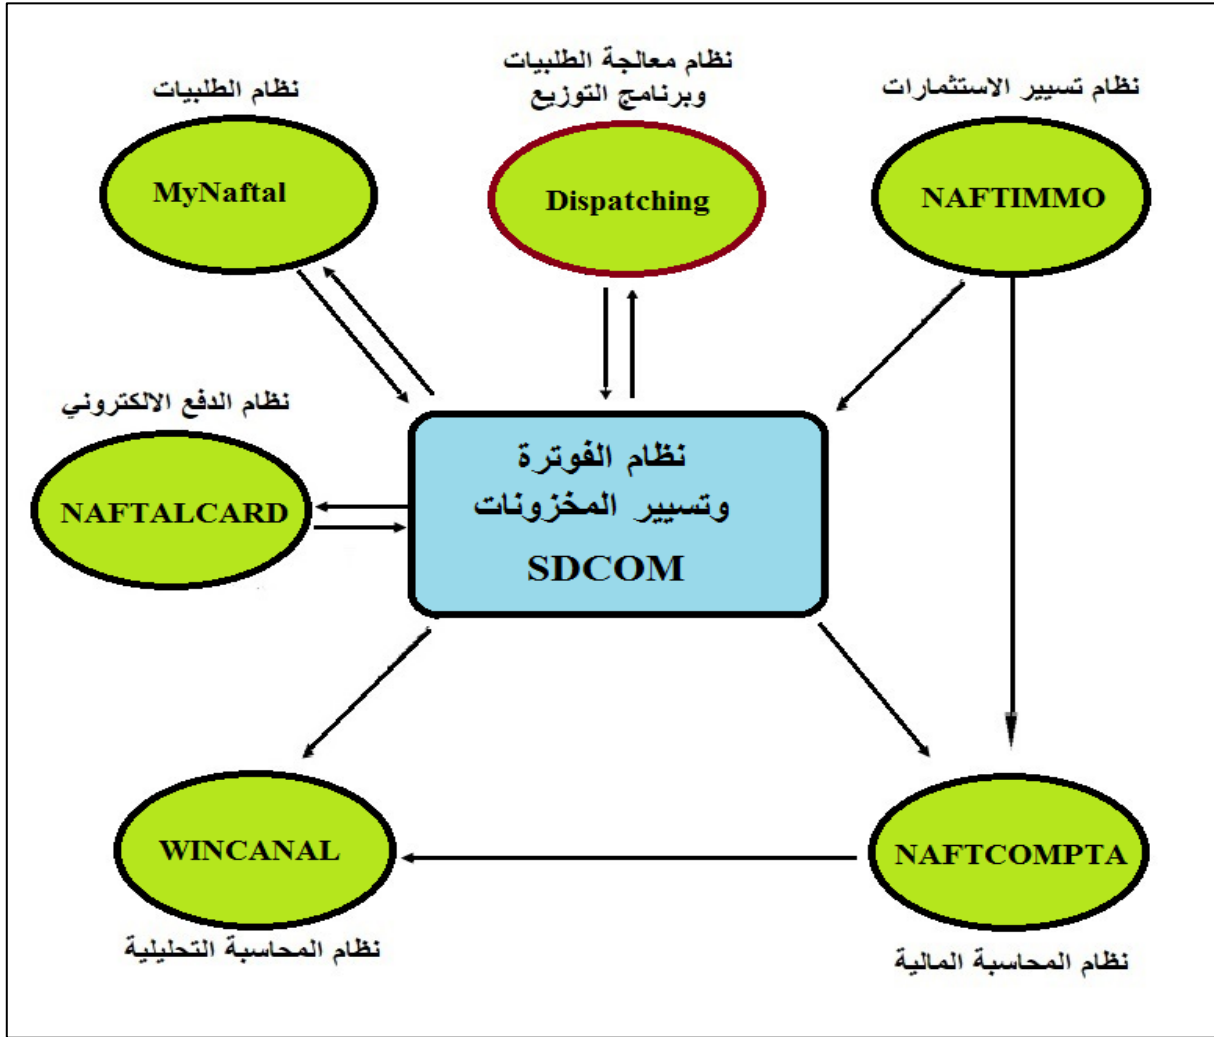 نظام الطلبيات
MyNaftal
نظام معالجة الطلبيات
وبرنامج التوزيع
Dispatching
نظام تسيير الاستثمارات
NAFTIMMO
نظام الدفع الالكتروني
NAFTALCARD
نظام الفوترة
وتسيير المخزونات
SDCOM
WINCANAL
نظام المحاسبة التحليلية
NAFTCOMPTA
نظام المحاسبة المالية